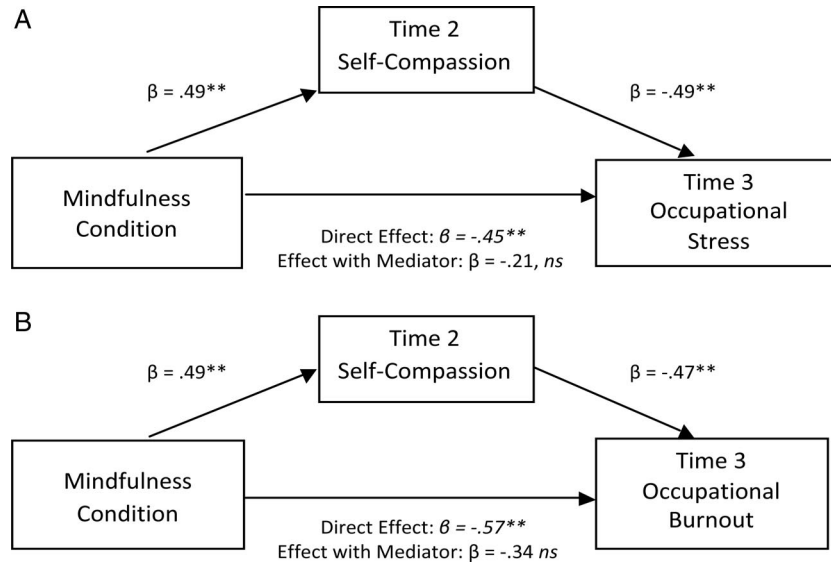 A
Time 2
Self-Compassion
β = .49**
β = -.49**
Mindfulness
Condition
Time 3
Occupational
Stress
Direct Effect: β = -.45**
Effect with Mediator: β = -.21, ns
B
Time 2
Self-Compassion
β = .49**
β = -.47**
Mindfulness
Condition
Time 3
Occupational
Burnout
Direct Effect: β = -.57**
Effect with Mediator: β = -.34 ns